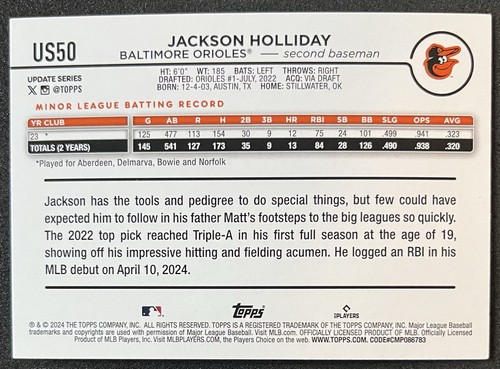 US50
JACKSON HOLLIDAY
BALTIMORE ORIOLES® — second baseman
UPDATE SERIES
@TOPPS
HT: 6'0" WT: 185 BATS: LEFT THROWS: RIGHT
DRAFTED: ORIOLES #1-JULY, 2022 ACQ: VIA DRAFT
BORN: 12-4-03, AUSTIN, TX HOME: STILLWATER, OK
MINOR LEAGUE BATTING RECORD
YR CLUB G AB R H 2B 3B HR RBI SB BB SLG OPS AVG
23 * 125 477 113 154 30 9 12 75 24 101 .499 .941 .323
TOTALS (2 YEARS) 145 541 127 173 35 9 13 84 28 126 .490 .938 .320
*Played for Aberdeen, Delmarva, Bowie and Norfolk
Jackson has the tools and pedigree to do special things, but few could have
expected him to follow in his father Matt's footsteps to the big leagues so quickly.
The 2022 top pick reached Triple-A in his first full season at the age of 19,
showing off his impressive hitting and fielding acumen. He logged an RBI in his
MLB debut on April 10, 2024.
TOPPS
PLAYERS
® & © 2024 THE TOPPS COMPANY, INC. ALL RIGHTS RESERVED. TOPPS IS A REGISTERED TRADEMARK OF THE TOPPS COMPANY, INC. Major League Baseball
trademarks and copyrights are used with permission of Major League Baseball. Visit MLB.com. OFFICIALLY LICENSED PRODUCT OF MLB. Officially Licensed
Product of MLB Players, Inc. Visit MLBPLAYERS.com, the Players Choice on the web. WWW.TOPPS.COM. CODE#CMP086783